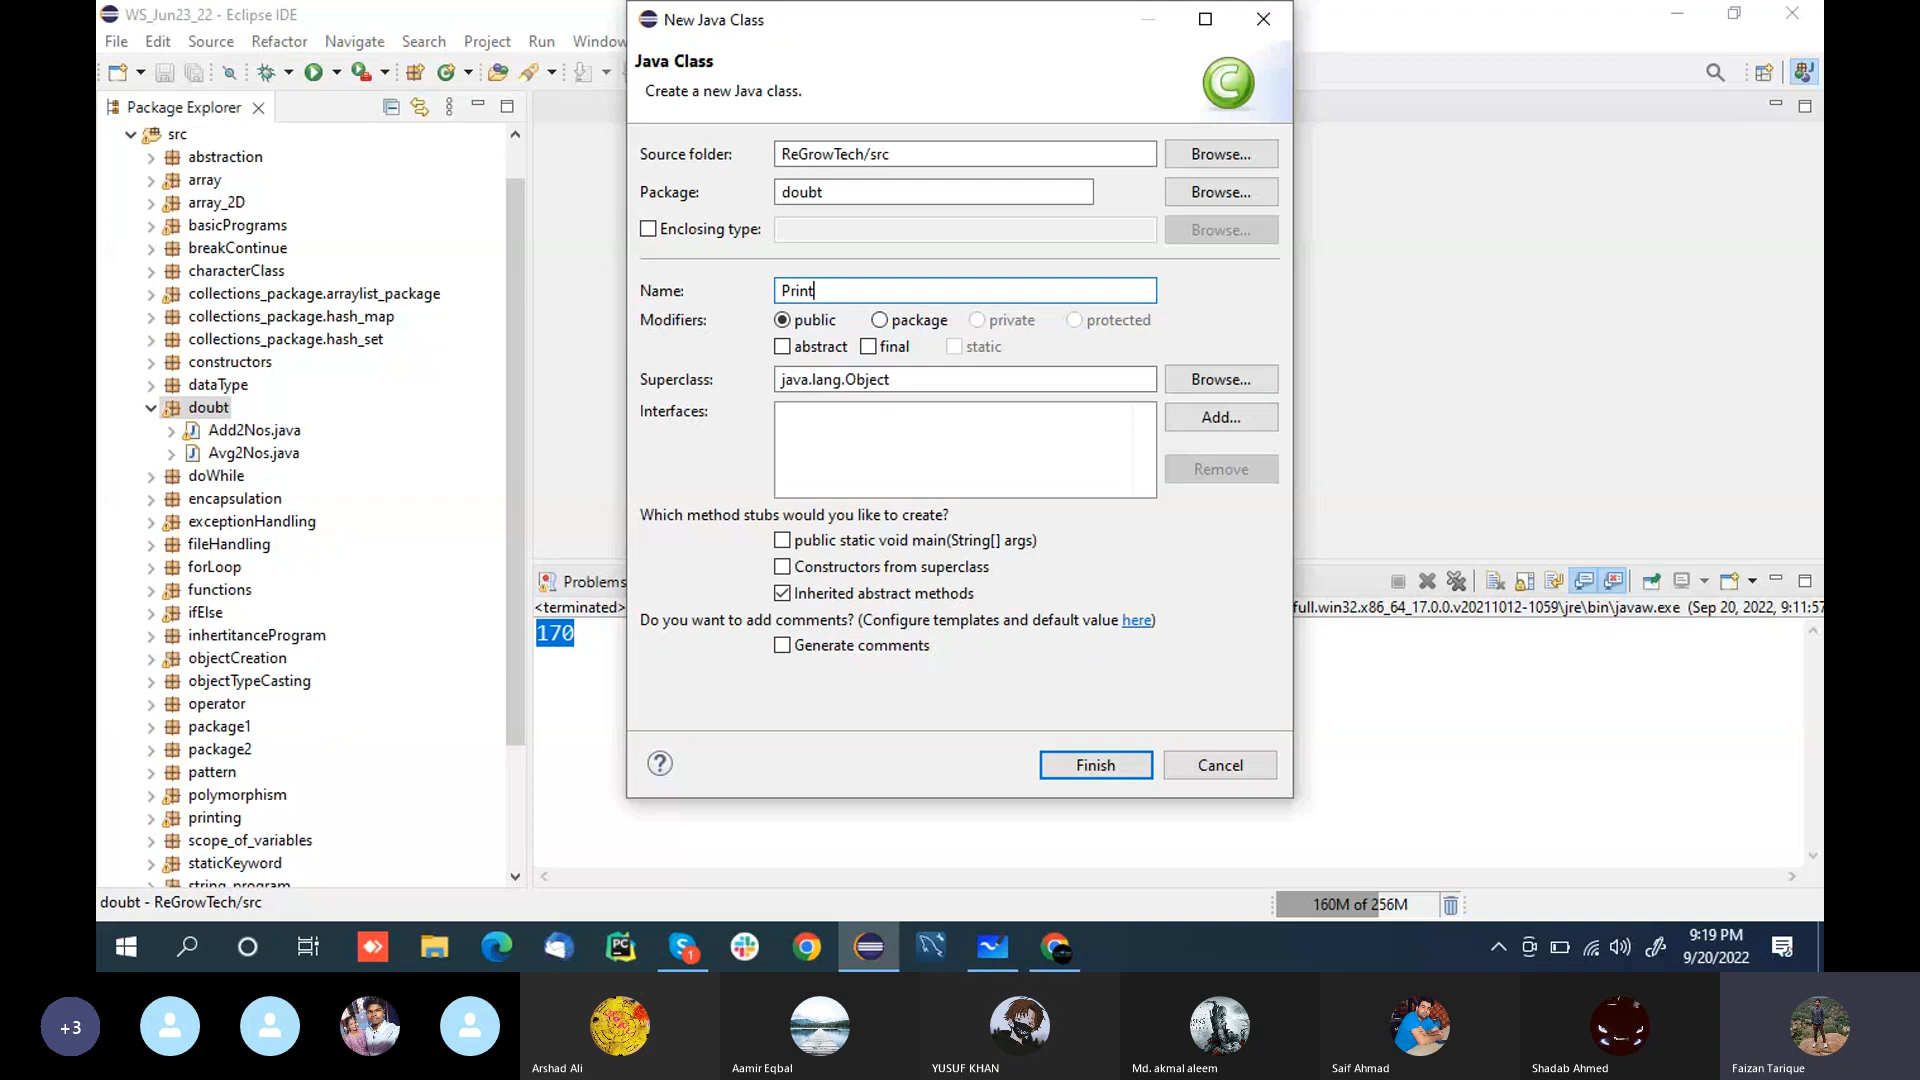 WS_Jun23_22 - Eclipse IDE
File Edit Source Refactor Navigate Search Project Run Window
Package Explorer
src
abstraction
array
array_2D
basicPrograms
breakContinue
characterClass
collections_package.arraylist_package
collections_package.hash_map
collections_package.hash_set
constructors
dataType
doubt
Add2Nos.java
Avg2Nos.java
doWhile
encapsulation
exceptionHandling
fileHandling
forLoop
functions
ifElse
inhertitanceProgram
objectCreation
objectTypeCasting
operator
package1
package2
pattern
polymorphism
printing
scope_of_variables
staticKeyword
string_program
doubt - ReGrowTech/src
New Java Class
Java Class
Create a new Java class.
Source folder: ReGrowTech/src Browse...
Package: doubt Browse...
Enclosing type: Browse...
Name: Print
Modifiers: public package private protected
abstract final static
Superclass: java.lang.Object Browse...
Interfaces: Add...
Remove
Which method stubs would you like to create?
public static void main(String[] args)
Constructors from superclass
Inherited abstract methods
Do you want to add comments? (Configure templates and default value here)
Generate comments
Finish Cancel
Problems
<terminated> full.win32.x86_64_17.0.0.v20211012-1059\jre\bin\javaw.exe (Sep 20, 2022, 9:11:57
170
160M of 256M
PC
S
1
9:19 PM
9/20/2022
+3
Arshad Ali
Aamir Eqbal
YUSUF KHAN
Md. akmal aleem
Saif Ahmad
Shadab Ahmed
Faizan Tarique